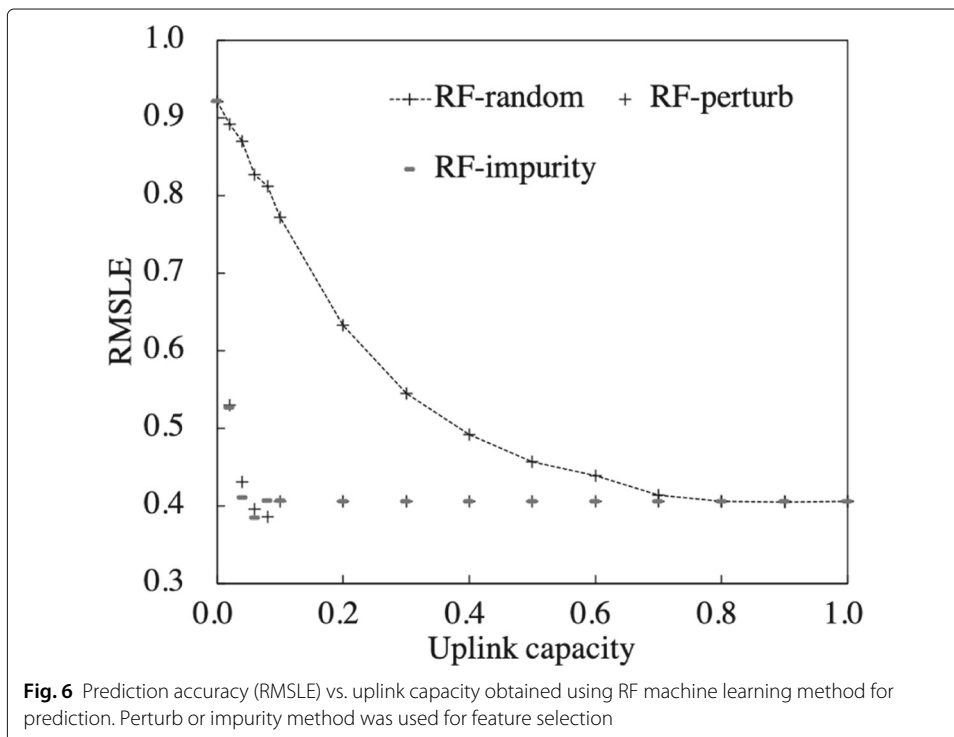 1.0
0.9
0.8
0.7
0.6
0.5
0.4
0.3
RMSLE
RF-random
RF-perturb
RF-impurity
0.0 0.2 0.4 0.6 0.8 1.0
Uplink capacity
Fig. 6 Prediction accuracy (RMSLE) vs. uplink capacity obtained using RF machine learning method for
prediction. Perturb or impurity method was used for feature selection